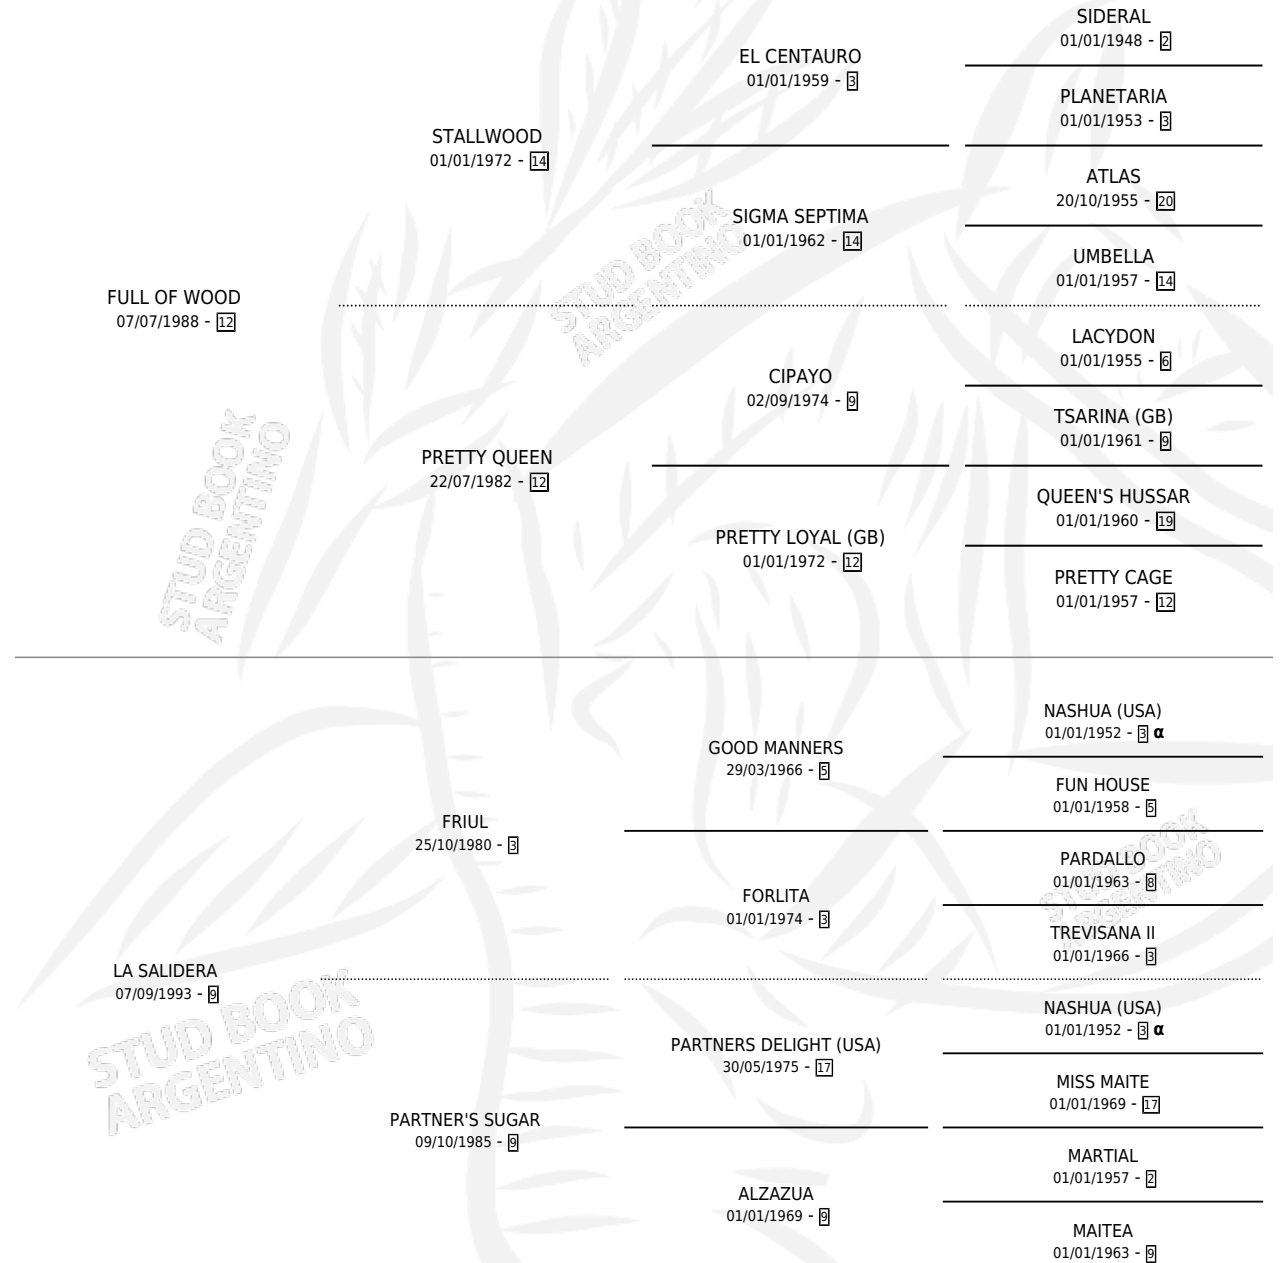 SIDERAL
01/01/1948 - 2
EL CENTAURO
01/01/1959 - 3
PLANETARIA
01/01/1953 - 3
STALLWOOD
01/01/1972 - 14
ATLAS
20/10/1955 - 20
SIGMA SEPTIMA
01/01/1962 - 14
UMBELLA
01/01/1957 - 14
FULL OF WOOD
07/07/1988 - 12
LACYDON
01/01/1955 - 6
CIPAYO
02/09/1974 - 9
TSARINA (GB)
01/01/1961 - 9
PRETTY QUEEN
22/07/1982 - 12
QUEEN'S HUSSAR
01/01/1960 - 19
PRETTY LOYAL (GB)
01/01/1972 - 12
PRETTY CAGE
01/01/1957 - 12
STUD BOOK
ARGENTINO
STUD BOOK
ARGENTINO
NASHUA (USA)
01/01/1952 - 3 α
GOOD MANNERS
29/03/1966 - 5
FUN HOUSE
01/01/1958 - 5
FRIUL
25/10/1980 - 3
PARDALLO
01/01/1963 - 8
FORLITA
01/01/1974 - 3
TREVISANA II
01/01/1966 - 3
LA SALIDERA
07/09/1993 - 9
NASHUA (USA)
01/01/1952 - 3 α
PARTNERS DELIGHT (USA)
30/05/1975 - 17
MISS MAITE
01/01/1969 - 17
PARTNER'S SUGAR
09/10/1985 - 9
MARTIAL
01/01/1957 - 2
ALZAZUA
01/01/1969 - 9
MAITEA
01/01/1963 - 9
STUD BOOK
ARGENTINO
STUD BOOK
ARGENTINO